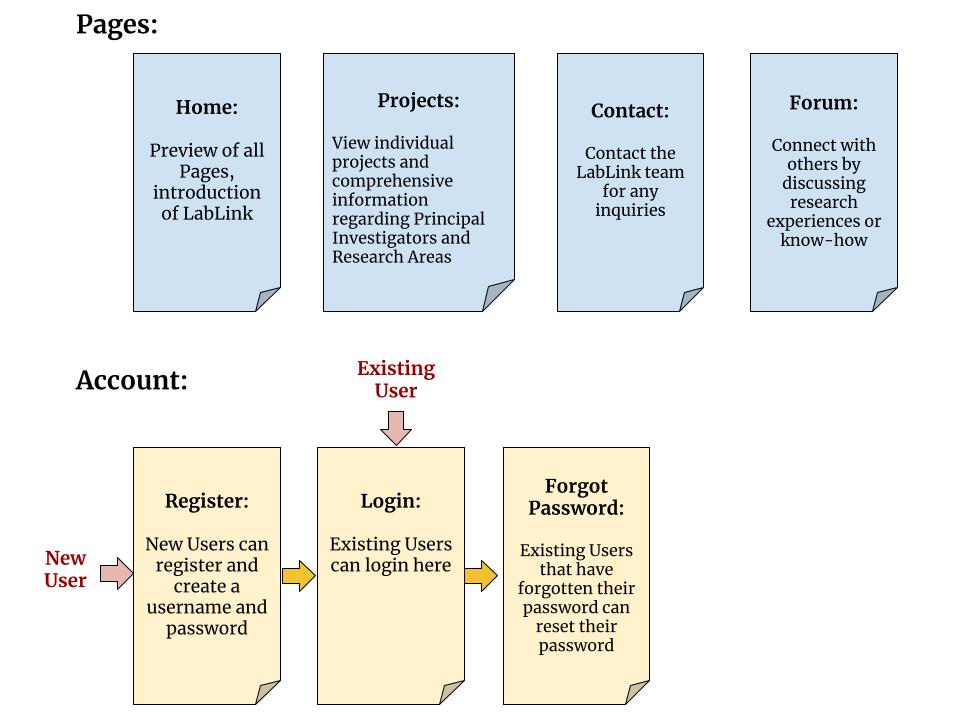 Pages:
Home:
Preview of all
Pages,
introduction
of LabLink
Projects:
View individual
projects and
comprehensive
information
regarding Principal
Investigators and
Research Areas
Contact:
Contact the
LabLink team
for any
inquiries
Forum:
Connect with
others by
discussing
research
experiences or
know-how
Account:
Existing
User
New
User
Register:
New Users can
register and
create a
username and
password
Login:
Existing Users
can login here
Forgot
Password:
Existing Users
that have
forgotten their
password can
reset their
password